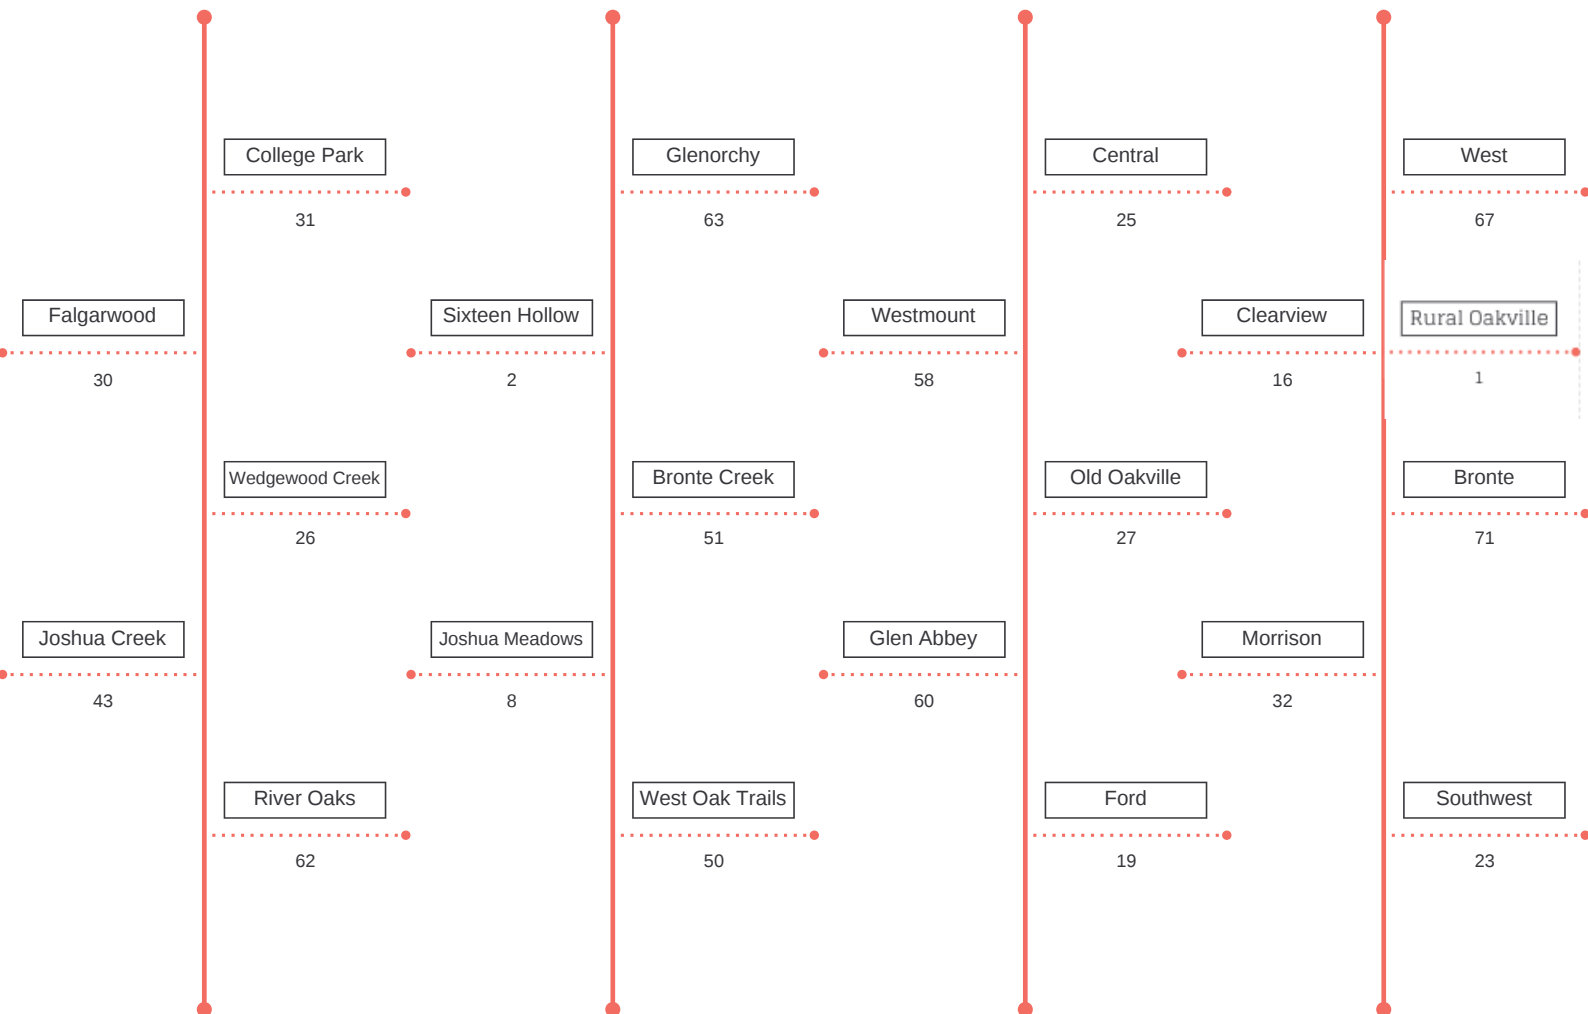 College Park
31
Falgarwood
30
Wedgewood Creek
26
Joshua Creek
43
River Oaks
62
Glenorchy
63
Sixteen Hollow
2
Bronte Creek
51
Joshua Meadows
8
West Oak Trails
50
Central
25
Westmount
58
Old Oakville
27
Glen Abbey
60
Ford
19
West
67
Clearview
16
Rural Oakville
1
Bronte
71
Morrison
32
Southwest
23